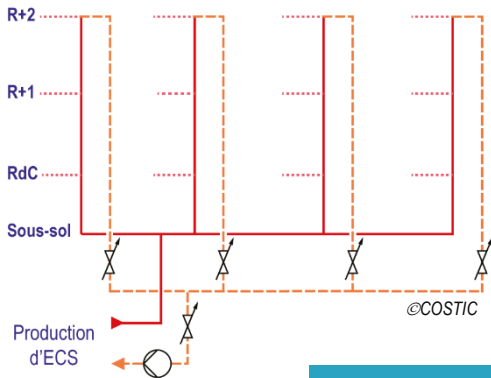 R+2
R+1
RdC
Sous-sol
©COSTIC
Production
d'ECS